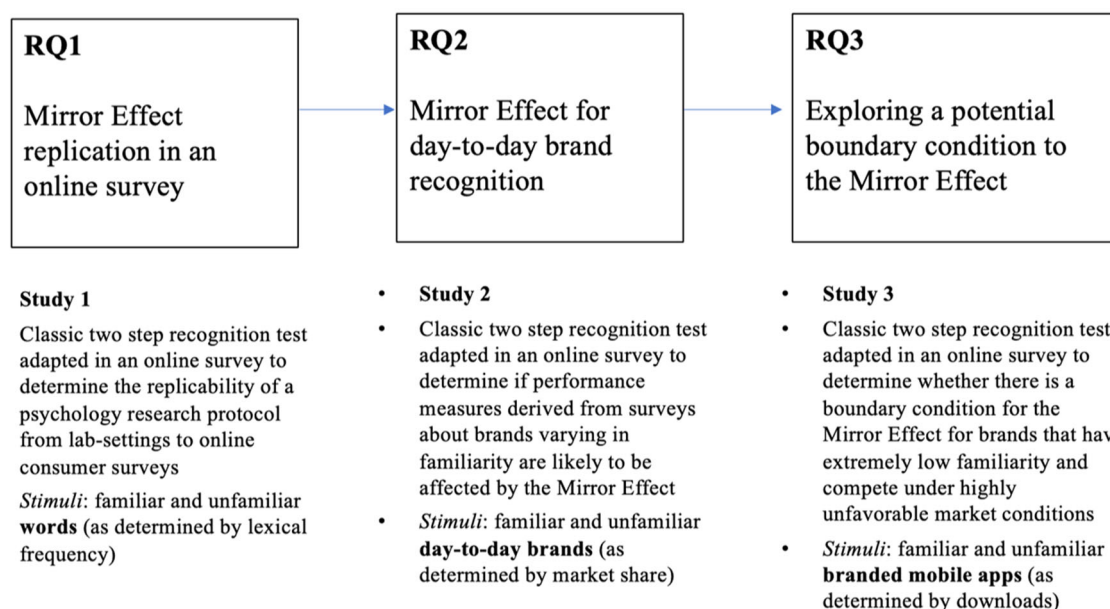 RQ1
Mirror Effect
replication in an
online survey
RQ2
Mirror Effect for
day-to-day brand
recognition
RQ3
Exploring a potential
boundary condition to
the Mirror Effect
Study 1
Classic two step recognition test
adapted in an online survey to
determine the replicability of a
psychology research protocol
from lab-settings to online
consumer surveys
Stimuli: familiar and unfamiliar
words (as determined by lexical
frequency)
• Study 2
• Classic two step recognition test
adapted in an online survey to
determine if performance
measures derived from surveys
about brands varying in
familiarity are likely to be
affected by the Mirror Effect
• Stimuli: familiar and unfamiliar
day-to-day brands (as
determined by market share)
• Study 3
• Classic two step recognition test
adapted in an online survey to
determine whether there is a
boundary condition for the
Mirror Effect for brands that hav
extremely low familiarity and
compete under highly
unfavorable market conditions
• Stimuli: familiar and unfamiliar
branded mobile apps (as
determined by downloads)